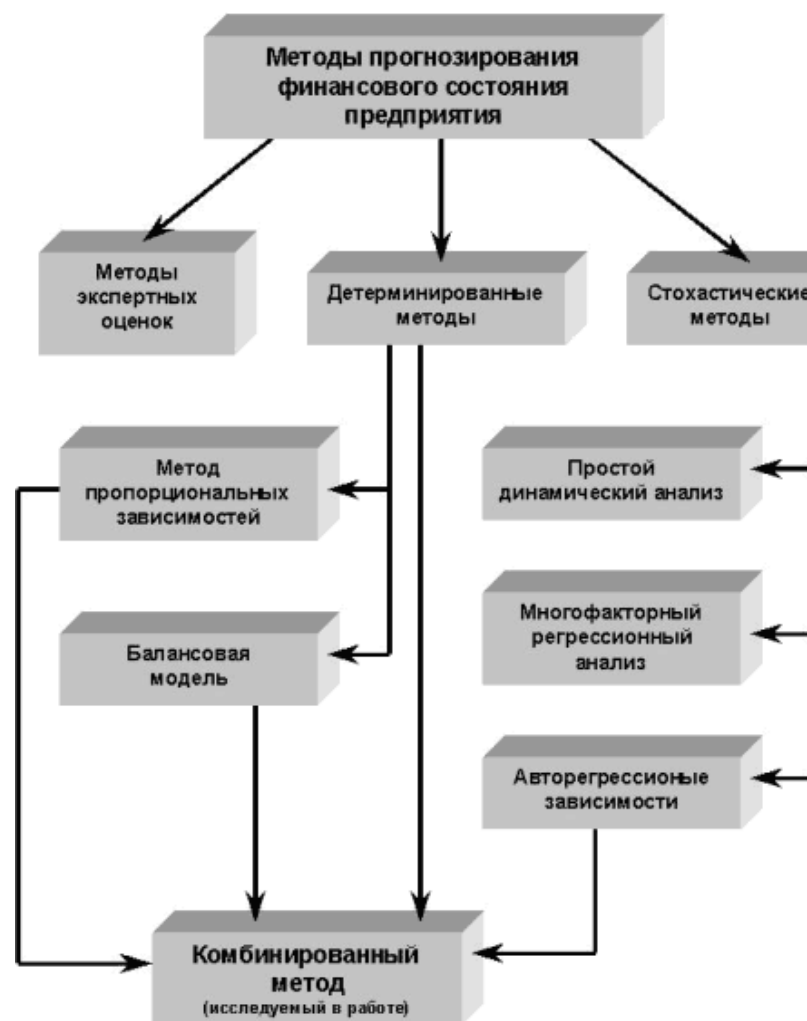 Методы прогнозирования
финансового состояния
предприятия
Методы
экспертных
оценок
Детерминированные
методы
Стохастические
методы
Метод
пропорциональных
зависимостей
Простой
динамический анализ
Балансовая
модель
Многофакторный
регрессионный
анализ
Авторегрессионые
зависимости
Комбинированный
метод
(исследуемый в работе)